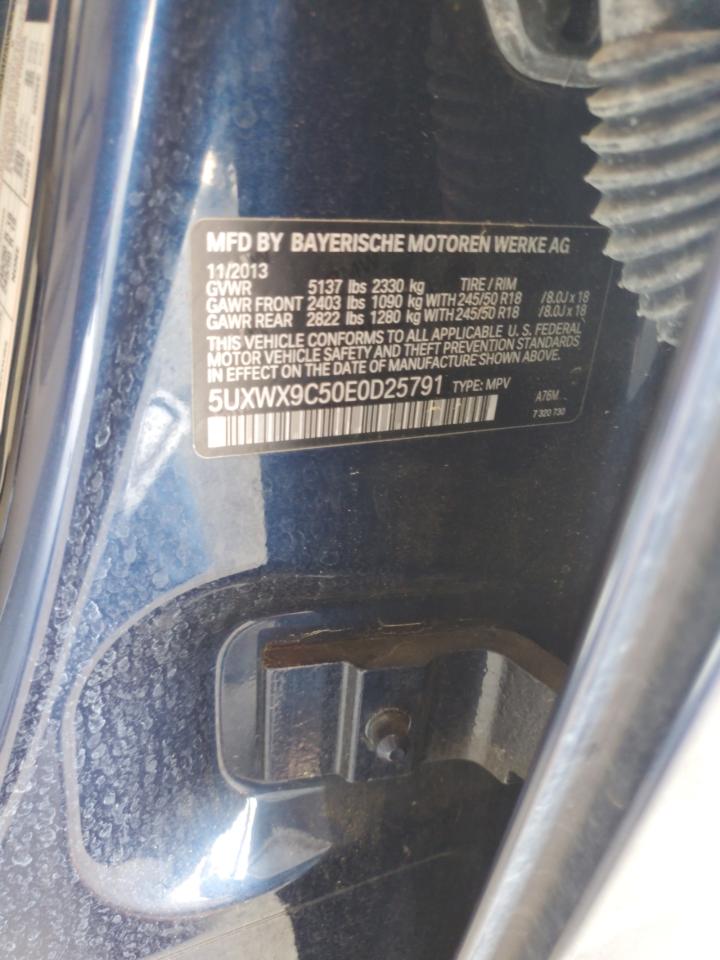 MFD BY BAYERISCHE MOTOREN WERKE AG
11/2013
GVWR 5137 lbs 2330 kg TIRE / RIM
GAWR FRONT 2403 lbs 1090 kg WITH 245/50 R18 / 8.0J x 18
GAWR REAR 2822 lbs 1280 kg WITH 245/50 R18 / 8.0J x 18
THIS VEHICLE CONFORMS TO ALL APPLICABLE U. S. FEDERAL
MOTOR VEHICLE SAFETY AND THEFT PREVENTION STANDARDS
IN EFFECT ON THE DATE OF MANUFACTURE SHOWN ABOVE.
5UXWX9C50E0D25791 TYPE: MPV A76M
7 320 730